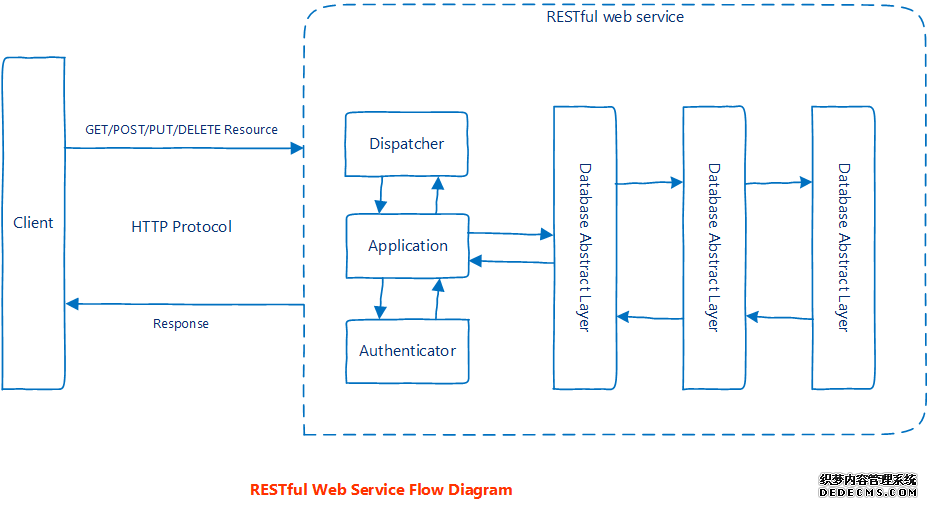 RESTful web service
GET/POST/PUT/DELETE Resource
Client
HTTP Protocol
Response
Dispatcher
Application
Authenticator
Database Abstract Layer
Database Abstract Layer
Database Abstract Layer
RESTful Web Service Flow Diagram
织梦内容管理系统
DEDECMS.COM